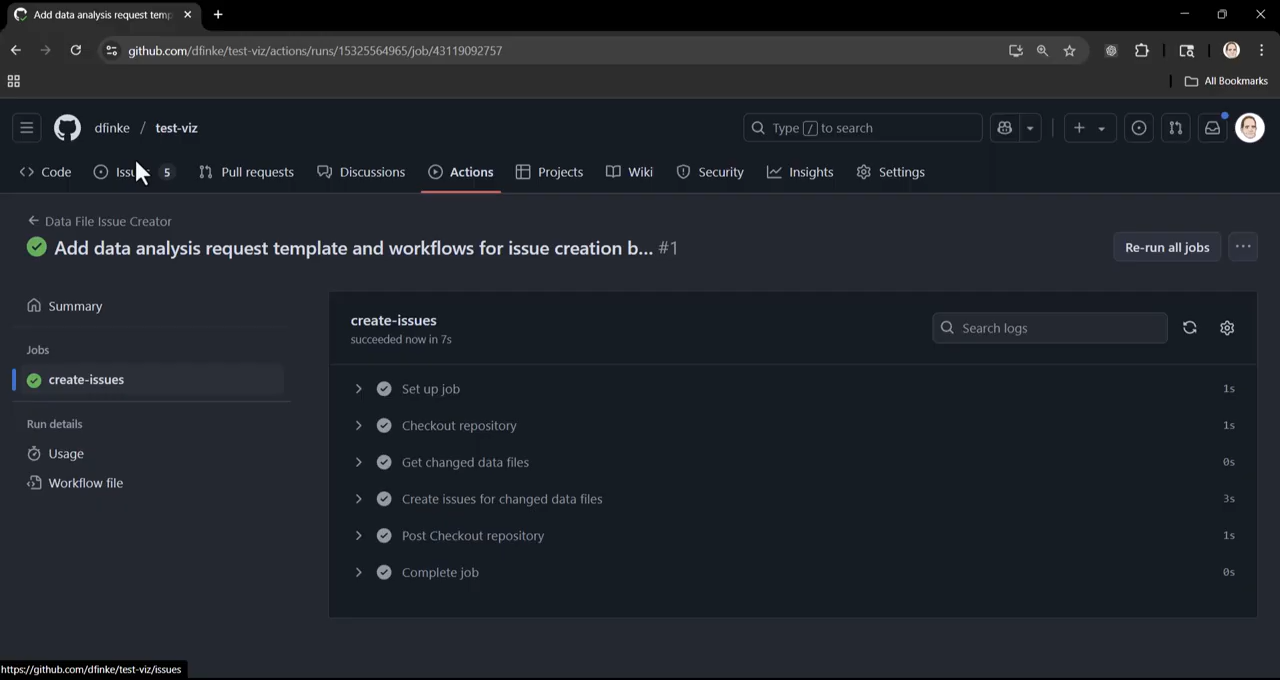 Add data analysis request temp
github.com/dfinke/test-viz/actions/runs/15325564965/job/43119092757
All Bookmarks
dfinke / test-viz
Type / to search
Code
Issu
5
Pull requests
Discussions
Actions
Projects
Wiki
Security
Insights
Settings
Data File Issue Creator
Add data analysis request template and workflows for issue creation b... #1
Re-run all jobs
Summary
Jobs
create-issues
Run details
Usage
Workflow file
create-issues
succeeded now in 7s
Search logs
Set up job 1s
Checkout repository 1s
Get changed data files 0s
Create issues for changed data files 3s
Post Checkout repository 1s
Complete job 0s
https://github.com/dfinke/test-viz/issues